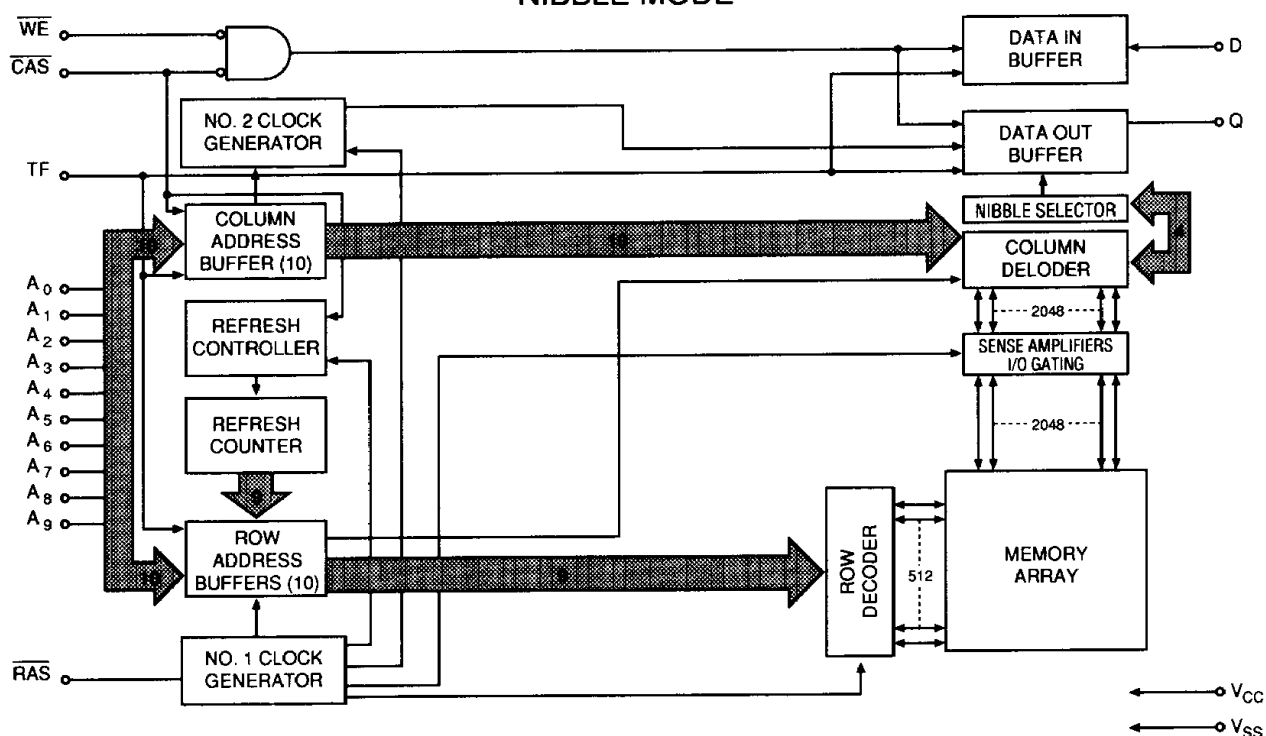 NIBBLE MODE
WE
CAS
DATA IN
BUFFER
D
NO. 2 CLOCK
GENERATOR
DATA OUT
BUFFER
Q
TF
COLUMN
ADDRESS
BUFFER (10)
10
10
NIBBLE SELECTOR
4
COLUMN
DELODER
A0
A1
A2
A3
A4
A5
A6
A7
A8
A9
REFRESH
CONTROLLER
2048
SENSE AMPLIFIERS
I/O GATING
REFRESH
COUNTER
2048
9
ROW
ADDRESS
BUFFERS (10)
10
9
ROW
DECODER
512
MEMORY
ARRAY
RAS
NO. 1 CLOCK
GENERATOR
VCC
VSS